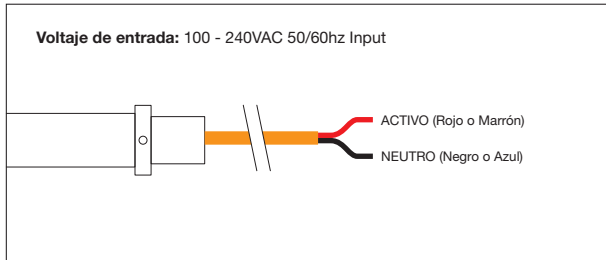 Voltaje de entrada: 100 - 240VAC 50/60hz Input
ACTIVO (Rojo o Marrón)
NEUTRO (Negro o Azul)